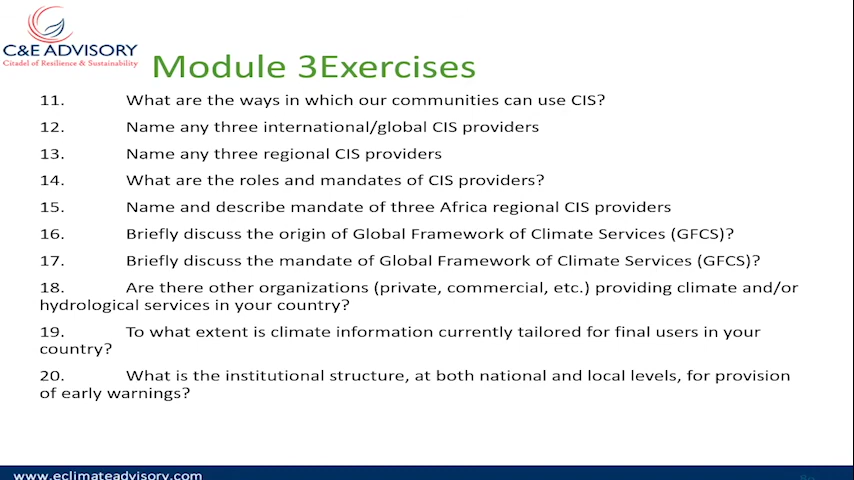 C&E ADVISORY
Citadel of Resilience & Sustainability
Module 3Exercises
11. What are the ways in which our communities can use CIS?
12. Name any three international/global CIS providers
13. Name any three regional CIS providers
14. What are the roles and mandates of CIS providers?
15. Name and describe mandate of three Africa regional CIS providers
16. Briefly discuss the origin of Global Framework of Climate Services (GFCS)?
17. Briefly discuss the mandate of Global Framework of Climate Services (GFCS)?
18. Are there other organizations (private, commercial, etc.) providing climate and/or
hydrological services in your country?
19. To what extent is climate information currently tailored for final users in your
country?
20. What is the institutional structure, at both national and local levels, for provision
of early warnings?
www.eclimateadvisory.com